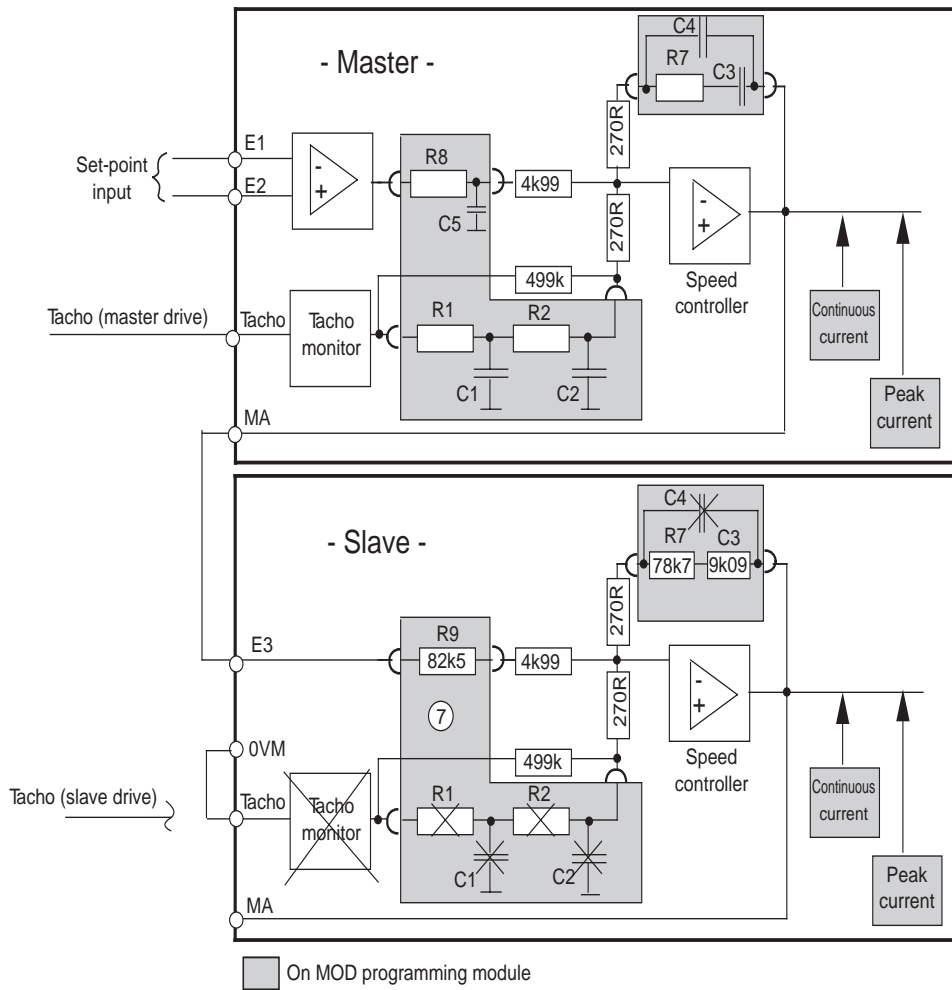 - Master -
C4
R7
C3
270R
E1
Set-point
input
E2
-
+
R8
4k99
C5
270R
-
+
Speed
controller
499k
Tacho (master drive)
Tacho
Tacho
monitor
R1
R2
C1
C2
Continuous
current
Peak
current
MA
- Slave -
C4
R7
C3
78k7
9k09
270R
E3
R9
82k5
4k99
7
270R
-
+
Speed
controller
0VM
499k
Tacho (slave drive)
Tacho
Tacho
monitor
R1
R2
C1
C2
Continuous
current
Peak
current
MA
On MOD programming module